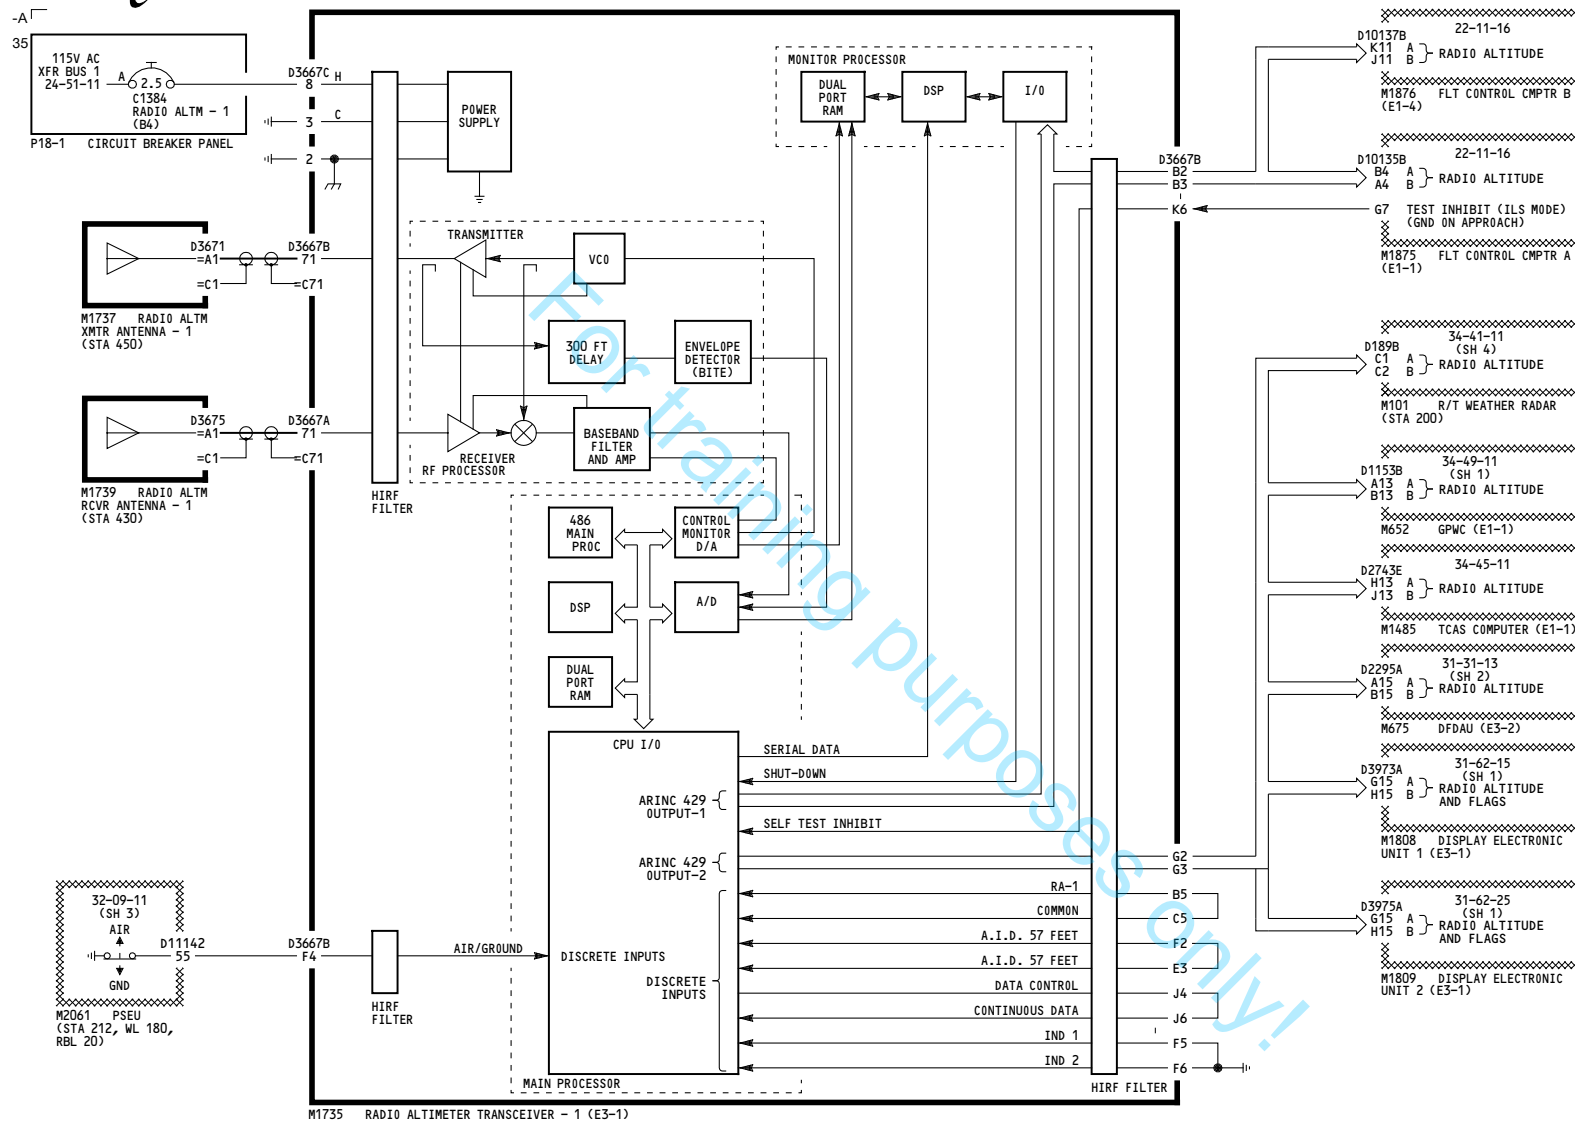 -A
35
115V AC
XFR BUS 1
24-51-11
A
2.5
C1384
RADIO ALTM - 1
(B4)
P18-1 CIRCUIT BREAKER PANEL
D3667C
8 H
3 C
2
POWER
SUPPLY
HIRF
FILTER
D3671
=A1
=C1
D3667B
71
=C71
M1737 RADIO ALTM
XMTR ANTENNA - 1
(STA 450)
D3675
=A1
=C1
D3667A
71
=C71
M1739 RADIO ALTM
RCVR ANTENNA - 1
(STA 430)
TRANSMITTER
VCO
300 FT
DELAY
ENVELOPE
DETECTOR
(BITE)
BASEBAND
FILTER
AND AMP
RECEIVER
RF PROCESSOR
MONITOR PROCESSOR
DUAL
PORT
RAM
DSP
I/O
486
MAIN
PROC
CONTROL
MONITOR
D/A
DSP
A/D
DUAL
PORT
RAM
CPU I/O
SERIAL DATA
SHUT-DOWN
ARINC 429
OUTPUT-1
SELF TEST INHIBIT
ARINC 429
OUTPUT-2
RA-1
COMMON
A.I.D. 57 FEET
A.I.D. 57 FEET
DATA CONTROL
CONTINUOUS DATA
IND 1
IND 2
DISCRETE INPUTS
DISCRETE
INPUTS
MAIN PROCESSOR
32-09-11
(SH 3)
AIR
GND
D11142
55
D3667B
F4
AIR/GROUND
HIRF
FILTER
M2061 PSEU
(STA 212, WL 180,
RBL 20)
M1735 RADIO ALTIMETER TRANSCEIVER - 1 (E3-1)
HIRF FILTER
D3667B
B2
B3
K6
G2
G3
B5
C5
F2
E3
J4
J6
F5
F6
22-11-16
D10137B
K11 A
J11 B
RADIO ALTITUDE
M1876 FLT CONTROL CMPTR B
(E1-4)
22-11-16
D10135B
B4 A
A4 B
RADIO ALTITUDE
G7 TEST INHIBIT (ILS MODE)
(GND ON APPROACH)
M1875 FLT CONTROL CMPTR A
(E1-1)
34-41-11
(SH 4)
D189B
C1 A
C2 B
RADIO ALTITUDE
M101 R/T WEATHER RADAR
(STA 200)
34-49-11
(SH 1)
D1153B
A13 A
B13 B
RADIO ALTITUDE
M652 GPWC (E1-1)
34-45-11
D2743E
H13 A
J13 B
RADIO ALTITUDE
M1485 TCAS COMPUTER (E1-1)
31-31-13
(SH 2)
D2295A
A15 A
B15 B
RADIO ALTITUDE
M675 DFDAU (E3-2)
31-62-15
(SH 1)
D3973A
G15 A
H15 B
RADIO ALTITUDE
AND FLAGS
M1808 DISPLAY ELECTRONIC
UNIT 1 (E3-1)
31-62-25
(SH 1)
D3975A
G15 A
H15 B
RADIO ALTITUDE
AND FLAGS
M1809 DISPLAY ELECTRONIC
UNIT 2 (E3-1)
For training purposes only!